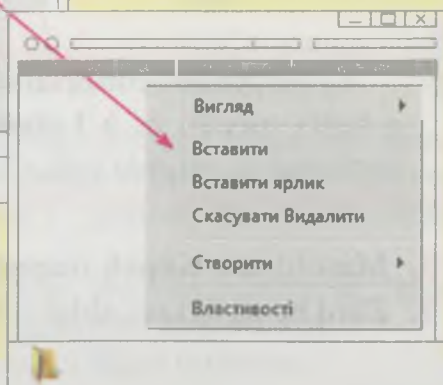 Вигляд
Вставити
Вставити ярлик
Скасувати Видалити
Створити
Властивості